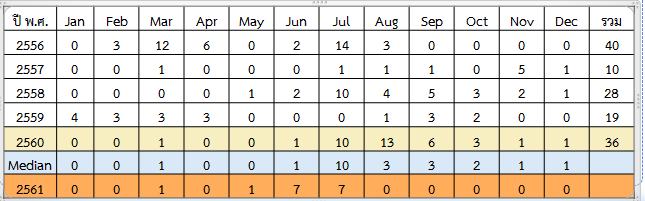 ปี พ.ศ. Jan Feb Mar Apr May Jun Jul Aug Sep Oct Nov Dec รวม
2556 0 3 12 6 0 2 14 3 0 0 0 0 40
2557 0 0 1 0 0 0 1 1 1 0 5 1 10
2558 0 0 0 0 1 2 10 4 5 3 2 1 28
2559 4 3 3 3 0 0 0 1 3 2 0 0 19
2560 0 0 1 0 0 1 10 13 6 3 1 1 36
Median 0 0 1 0 0 1 10 3 3 2 1 1
2561 0 0 1 0 1 7 7 0 0 0 0 0